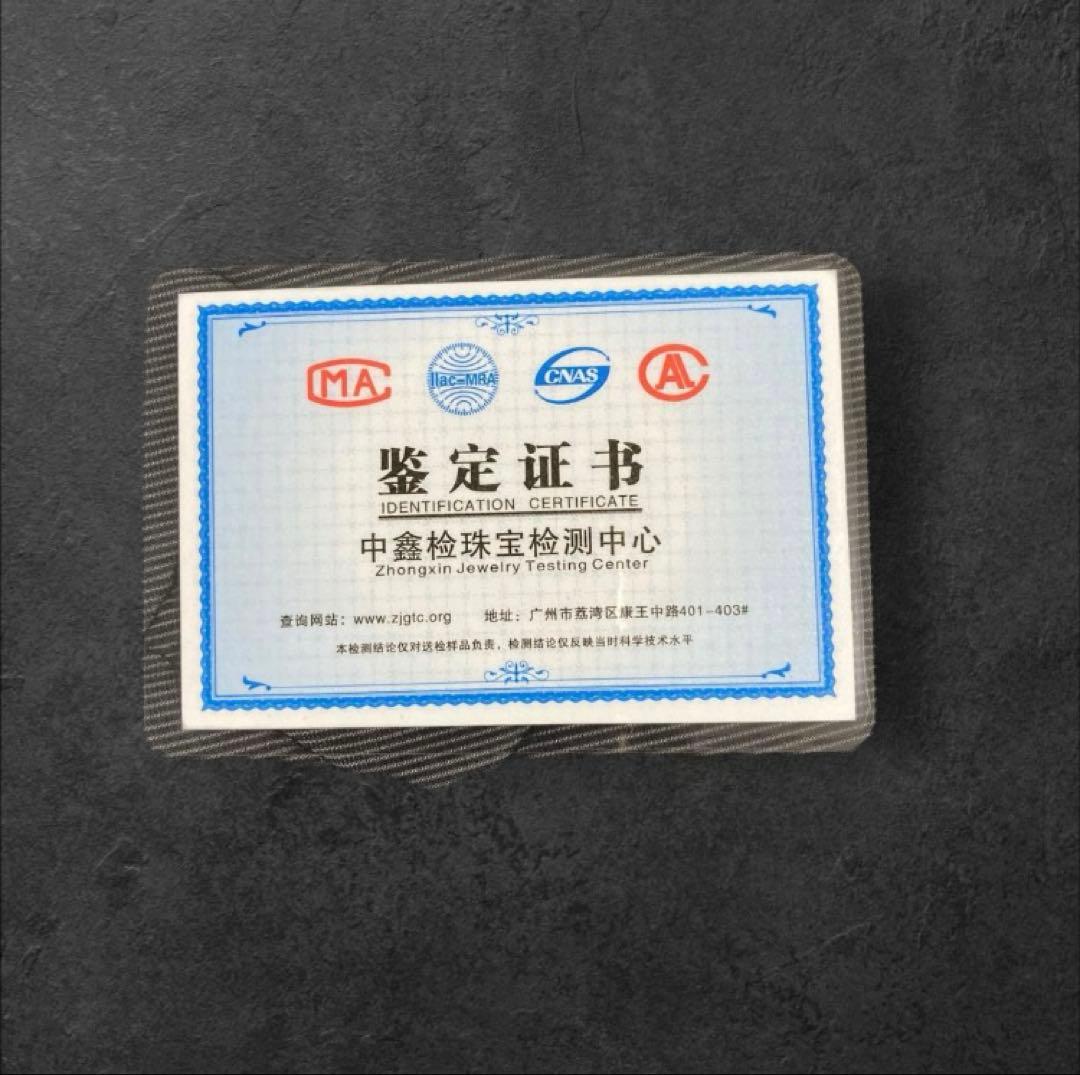 CMA ilac-MRA CNAS CAL
鉴定证书
IDENTIFICATION CERTIFICATE
中鑫检珠宝检测中心
Zhongxin Jewelry Testing Center
查询网站：www.zjgtc.org 地址：广州市荔湾区康王中路401-403#
本检测结论仅对送检样品负责，检测结论仅反映当时科学技术水平